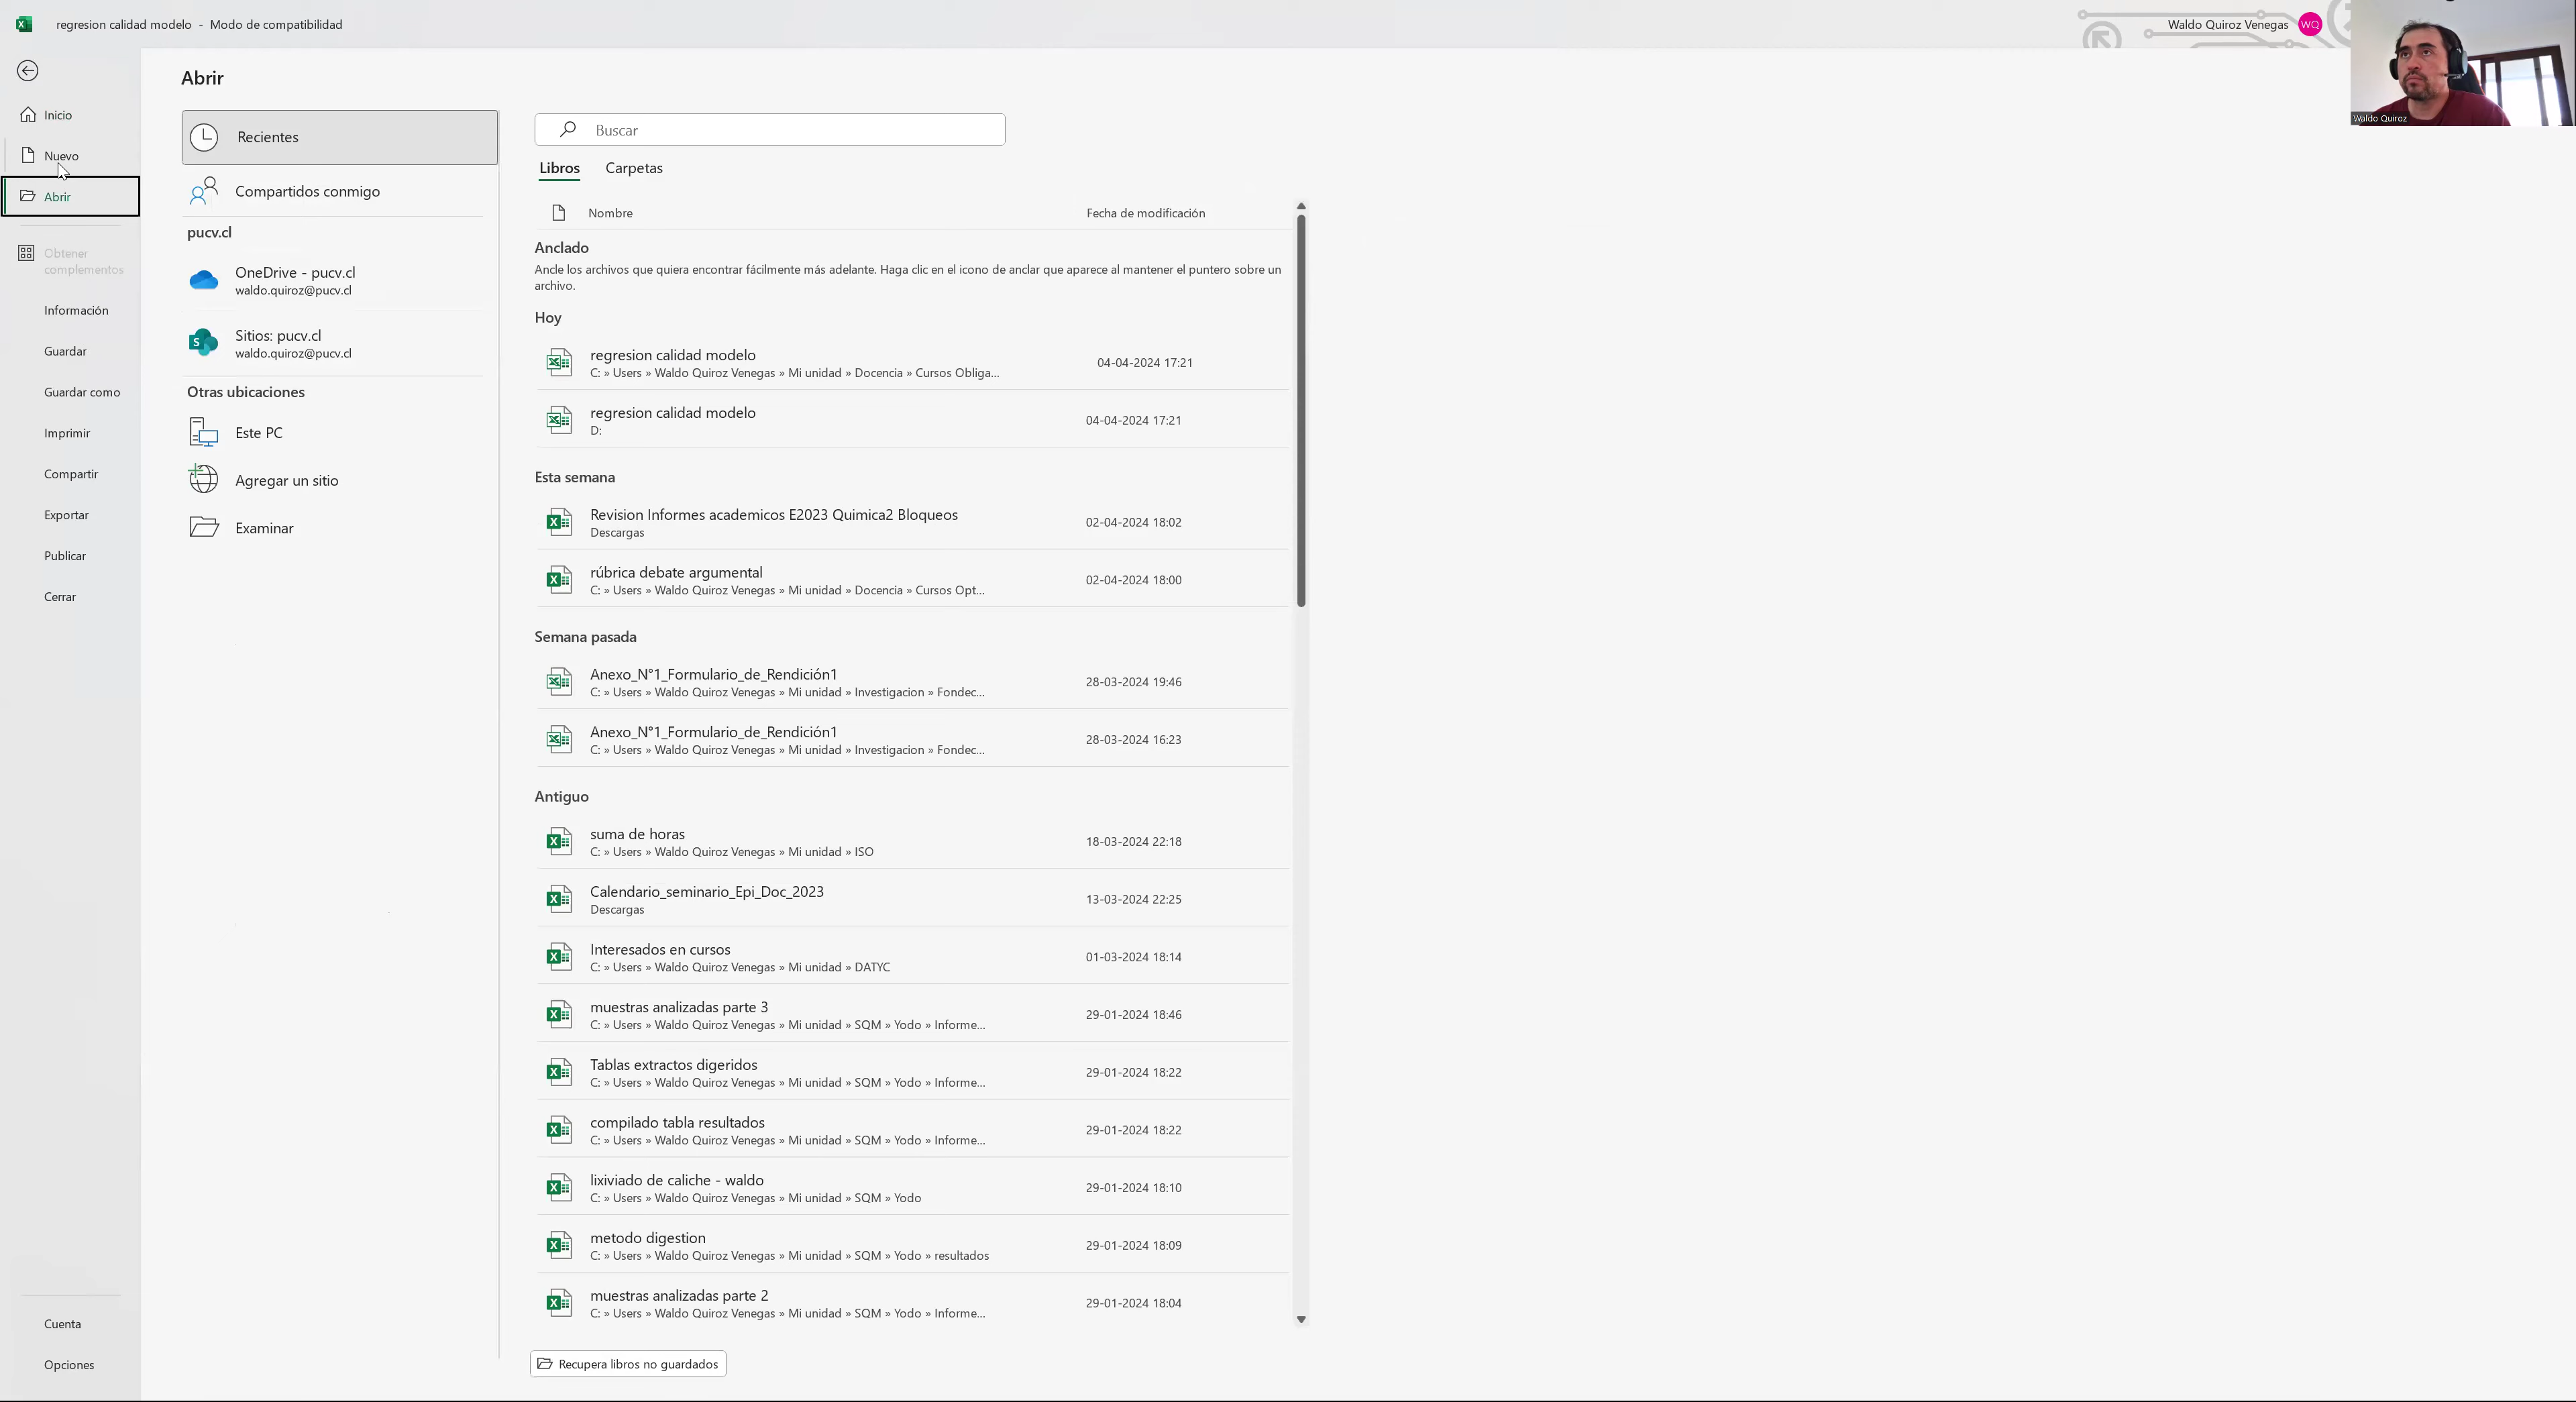 regresion calidad modelo - Modo de compatibilidad
Waldo Quiroz Venegas WQ
Waldo Quiroz
Inicio
Nuevo
Abrir
Obtener
complementos
Información
Guardar
Guardar como
Imprimir
Compartir
Exportar
Publicar
Cerrar
Cuenta
Opciones
Abrir
Recientes
Compartidos conmigo
pucv.cl
OneDrive - pucv.cl
waldo.quiroz@pucv.cl
Sitios: pucv.cl
waldo.quiroz@pucv.cl
Otras ubicaciones
Este PC
Agregar un sitio
Examinar
Buscar
Libros Carpetas
Nombre Fecha de modificación
Anclado
Ancle los archivos que quiera encontrar fácilmente más adelante. Haga clic en el icono de anclar que aparece al mantener el puntero sobre un
archivo.
Hoy
regresion calidad modelo 04-04-2024 17:21
C: » Users » Waldo Quiroz Venegas » Mi unidad » Docencia » Cursos Obliga...
regresion calidad modelo 04-04-2024 17:21
D:
Esta semana
Revision Informes academicos E2023 Quimica2 Bloqueos 02-04-2024 18:02
Descargas
rúbrica debate argumental 02-04-2024 18:00
C: » Users » Waldo Quiroz Venegas » Mi unidad » Docencia » Cursos Opt...
Semana pasada
Anexo_N°1_Formulario_de_Rendición1 28-03-2024 19:46
C: » Users » Waldo Quiroz Venegas » Mi unidad » Investigacion » Fondec...
Anexo_N°1_Formulario_de_Rendición1 28-03-2024 16:23
C: » Users » Waldo Quiroz Venegas » Mi unidad » Investigacion » Fondec...
Antiguo
suma de horas 18-03-2024 22:18
C: » Users » Waldo Quiroz Venegas » Mi unidad » ISO
Calendario_seminario_Epi_Doc_2023 13-03-2024 22:25
Descargas
Interesados en cursos 01-03-2024 18:14
C: » Users » Waldo Quiroz Venegas » Mi unidad » DATYC
muestras analizadas parte 3 29-01-2024 18:46
C: » Users » Waldo Quiroz Venegas » Mi unidad » SQM » Yodo » Informe...
Tablas extractos digeridos 29-01-2024 18:22
C: » Users » Waldo Quiroz Venegas » Mi unidad » SQM » Yodo » Informe...
compilado tabla resultados 29-01-2024 18:22
C: » Users » Waldo Quiroz Venegas » Mi unidad » SQM » Yodo » Informe...
lixiviado de caliche - waldo 29-01-2024 18:10
C: » Users » Waldo Quiroz Venegas » Mi unidad » SQM » Yodo
metodo digestion 29-01-2024 18:09
C: » Users » Waldo Quiroz Venegas » Mi unidad » SQM » Yodo » resultados
muestras analizadas parte 2 29-01-2024 18:04
C: » Users » Waldo Quiroz Venegas » Mi unidad » SQM » Yodo » Informe...
Recupera libros no guardados